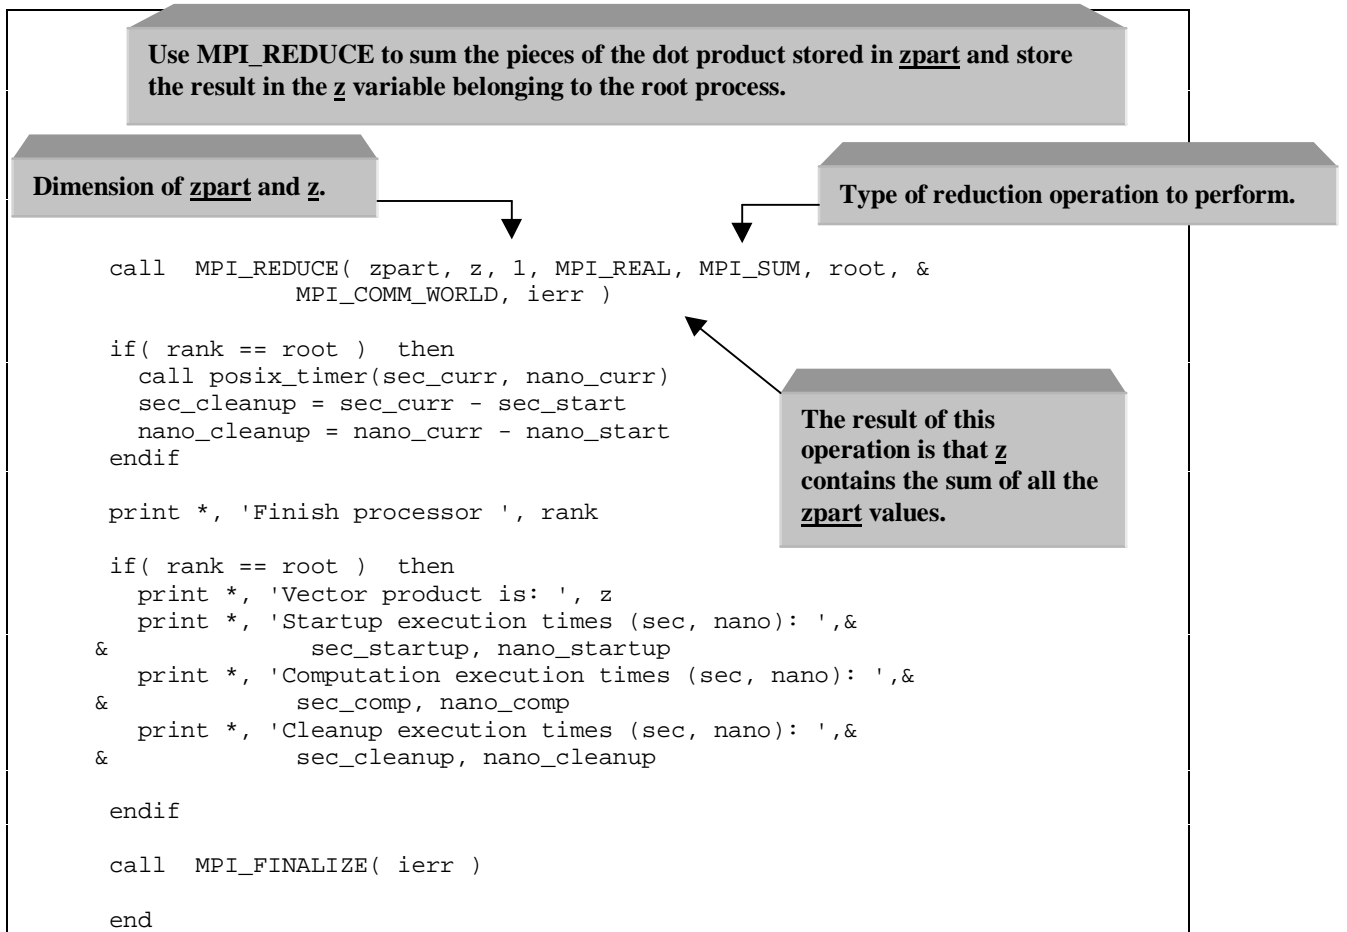 Use MPI_REDUCE to sum the pieces of the dot product stored in zpart and store
the result in the z variable belonging to the root process.
Dimension of zpart and z.
Type of reduction operation to perform.
call  MPI_REDUCE( zpart, z, 1, MPI_REAL, MPI_SUM, root, &
MPI_COMM_WORLD, ierr )
if( rank == root )  then
call posix_timer(sec_curr, nano_curr)
sec_cleanup = sec_curr – sec_start
nano_cleanup = nano_curr – nano_start
endif
The result of this
operation is that z
contains the sum of all the
zpart values.
print *, 'Finish processor ', rank
if( rank == root )  then
print *, 'Vector product is: ', z
print *, 'Startup execution times (sec, nano): ',&
&              sec_startup, nano_startup
print *, 'Computation execution times (sec, nano): ',&
&             sec_comp, nano_comp
print *, 'Cleanup execution times (sec, nano): ',&
&             sec_cleanup, nano_cleanup
endif
call  MPI_FINALIZE( ierr )
end